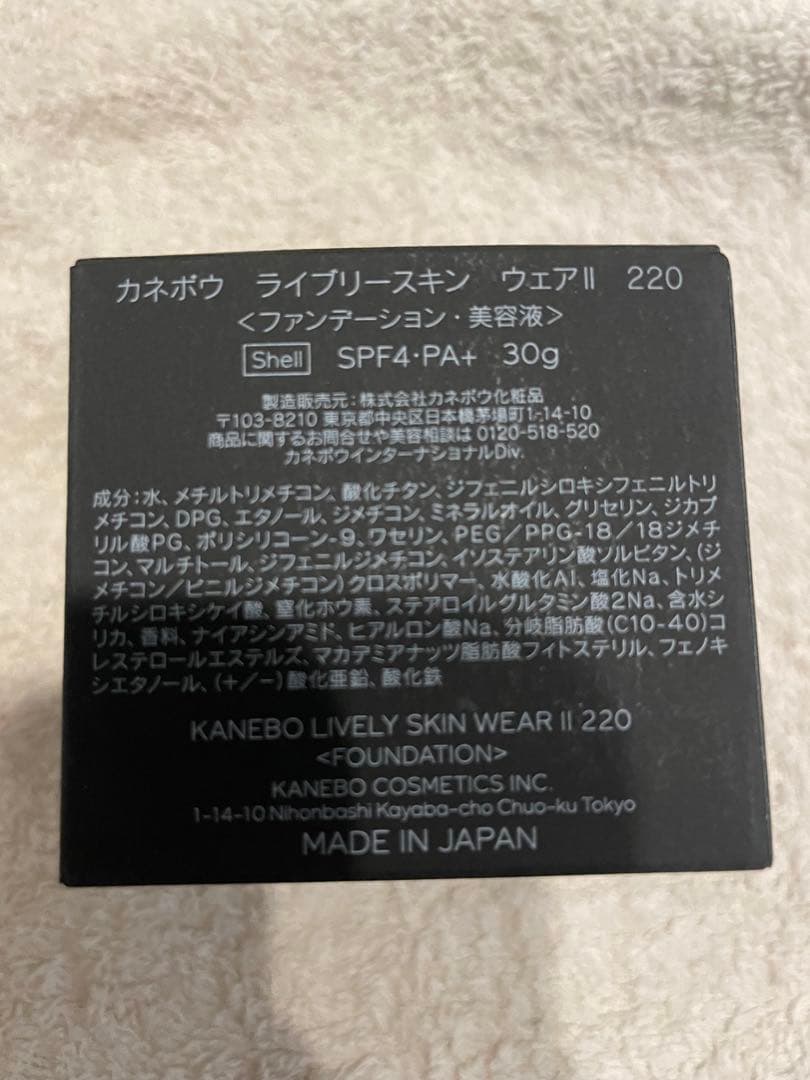 カネボウ ライブリースキン ウェアII 220
<ファンデーション・美容液>
Shell SPF4・PA+ 30g
製造販売元：株式会社カネボウ化粧品
〒103-8210 東京都中央区日本橋茅場町1-14-10
商品に関するお問合せや美容相談は 0120-518-520
カネボウインターナショナルDiv.
成分：水、メチルトリメチコン、酸化チタン、ジフェニルシロキシフェニルトリ
メチコン、DPG、エタノール、ジメチコン、ミネラルオイル、グリセリン、ジカプ
リル酸PG、ポリシリコーン-9、ワセリン、PEG／PPG-18／18ジメチ
コン、マルチトール、ジフェニルジメチコン、イソステアリン酸ソルビタン、(ジ
メチコン／ビニルジメチコン)クロスポリマー、水酸化Al、塩化Na、トリメ
チルシロキシケイ酸、窒化ホウ素、ステアロイルグルタミン酸2Na、含水シ
リカ、香料、ナイアシンアミド、ヒアルロン酸Na、分岐脂肪酸(C10-40)コ
レステロールエステルズ、マカデミアナッツ脂肪酸フィトステリル、フェノキ
シエタノール、(+／-)酸化亜鉛、酸化鉄
KANEBO LIVELY SKIN WEAR II 220
<FOUNDATION>
KANEBO COSMETICS INC.
1-14-10 Nihonbashi Kayaba-cho Chuo-ku Tokyo
MADE IN JAPAN